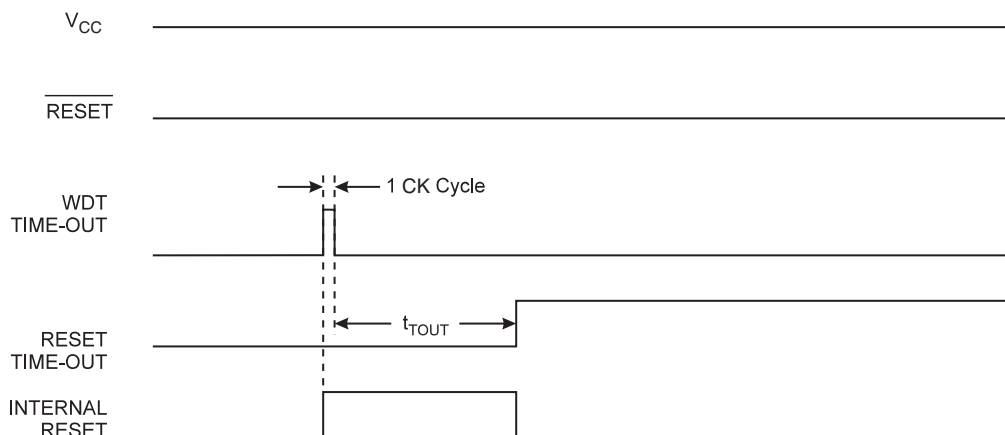 VCC
RESET
1 CK Cycle
WDT
TIME-OUT
tTOUT
RESET
TIME-OUT
INTERNAL
RESET